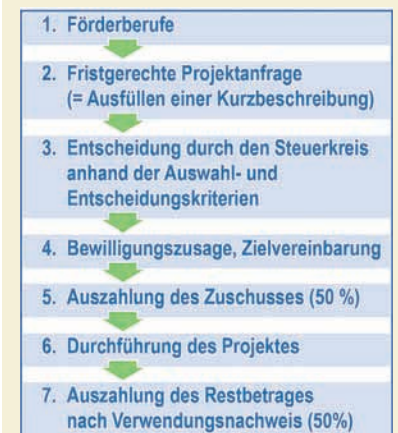 1. Förderberufe
2. Fristgerechte Projektanfrage
(= Ausfüllen einer Kurzbeschreibung)
3. Entscheidung durch den Steuerkreis
anhand der Auswahl- und
Entscheidungskriterien
4. Bewilligungszusage, Zielvereinbarung
5. Auszahlung des Zuschusses (50 %)
6. Durchführung des Projektes
7. Auszahlung des Restbetrages
nach Verwendungsnachweis (50%)